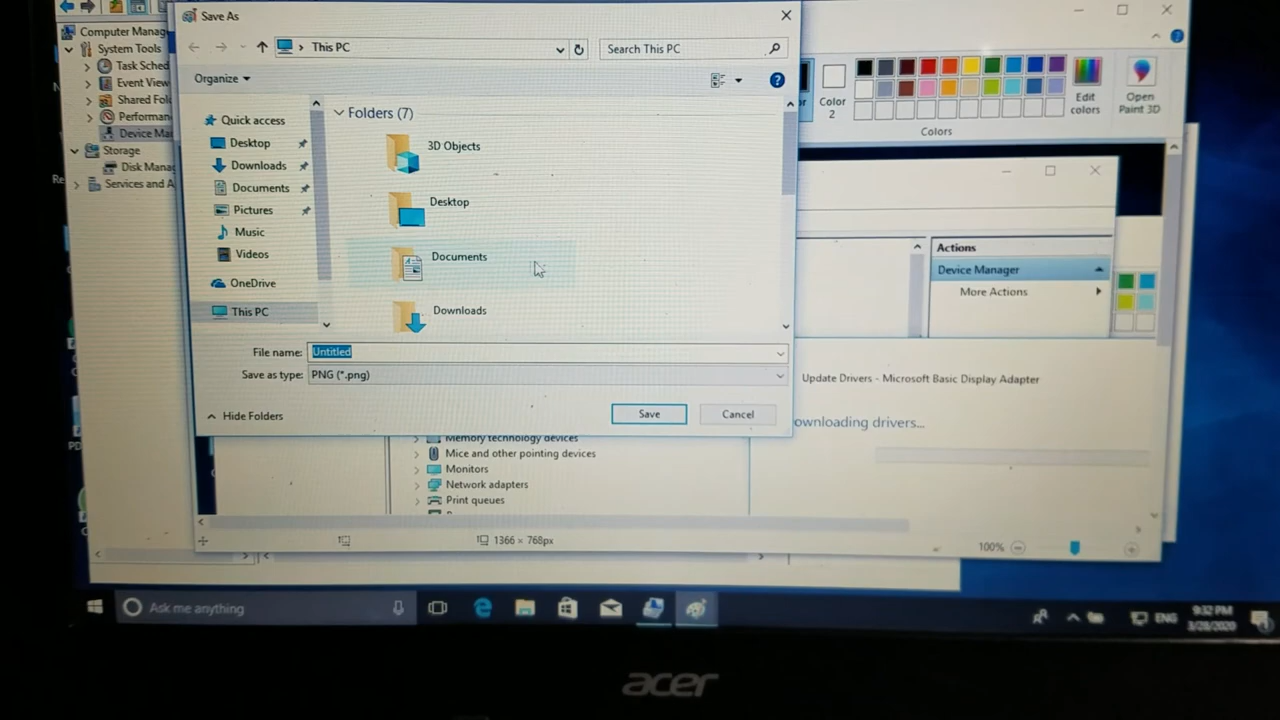 Save As
Computer Manag
System Tools
Task Sched
Event View
Shared Fol
Performan
Device Ma
Storage
Disk Mana
Services and A
This PC
Search This PC
Organize
Quick access
Desktop
Downloads
Documents
Pictures
Music
Videos
OneDrive
This PC
Folders (7)
3D Objects
Desktop
Documents
Downloads
File name:
Untitled
Save as type:
PNG (*.png)
Hide Folders
Save
Cancel
Color
2
Edit
colors
Open
Paint 3D
Colors
Actions
Device Manager
More Actions
Update Drivers - Microsoft Basic Display Adapter
ownloading drivers...
Memory technology devices
Mice and other pointing devices
Monitors
Network adapters
Print queues
1366 × 768px
100%
Ask me anything
ENG
9:32 PM
3/28/2020
acer